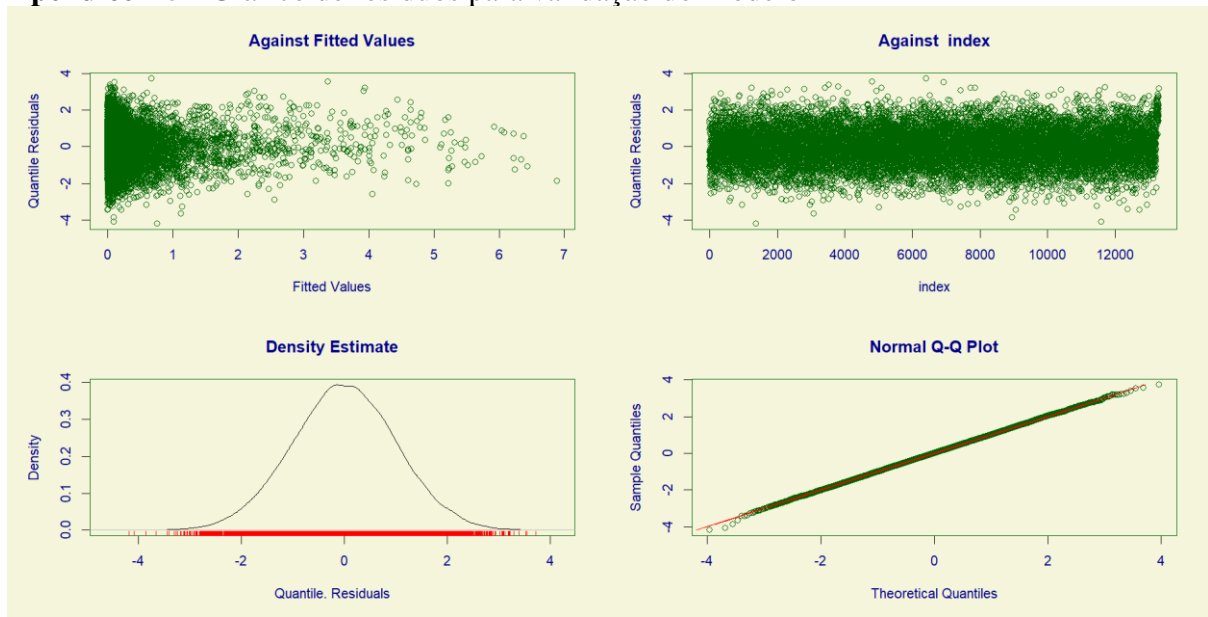 Against Fitted Values
Quantile Residuals
4
2
0
-2
-4
0 1 2 3 4 5 6 7
Fitted Values
Against index
Quantile Residuals
4
2
0
-2
-4
0 2000 4000 6000 8000 10000 12000
index
Density Estimate
Density
0.4
0.3
0.2
0.1
0.0
-4 -2 0 2 4
Quantile. Residuals
Normal Q-Q Plot
Sample Quantiles
4
2
0
-2
-4
-4 -2 0 2 4
Theoretical Quantiles